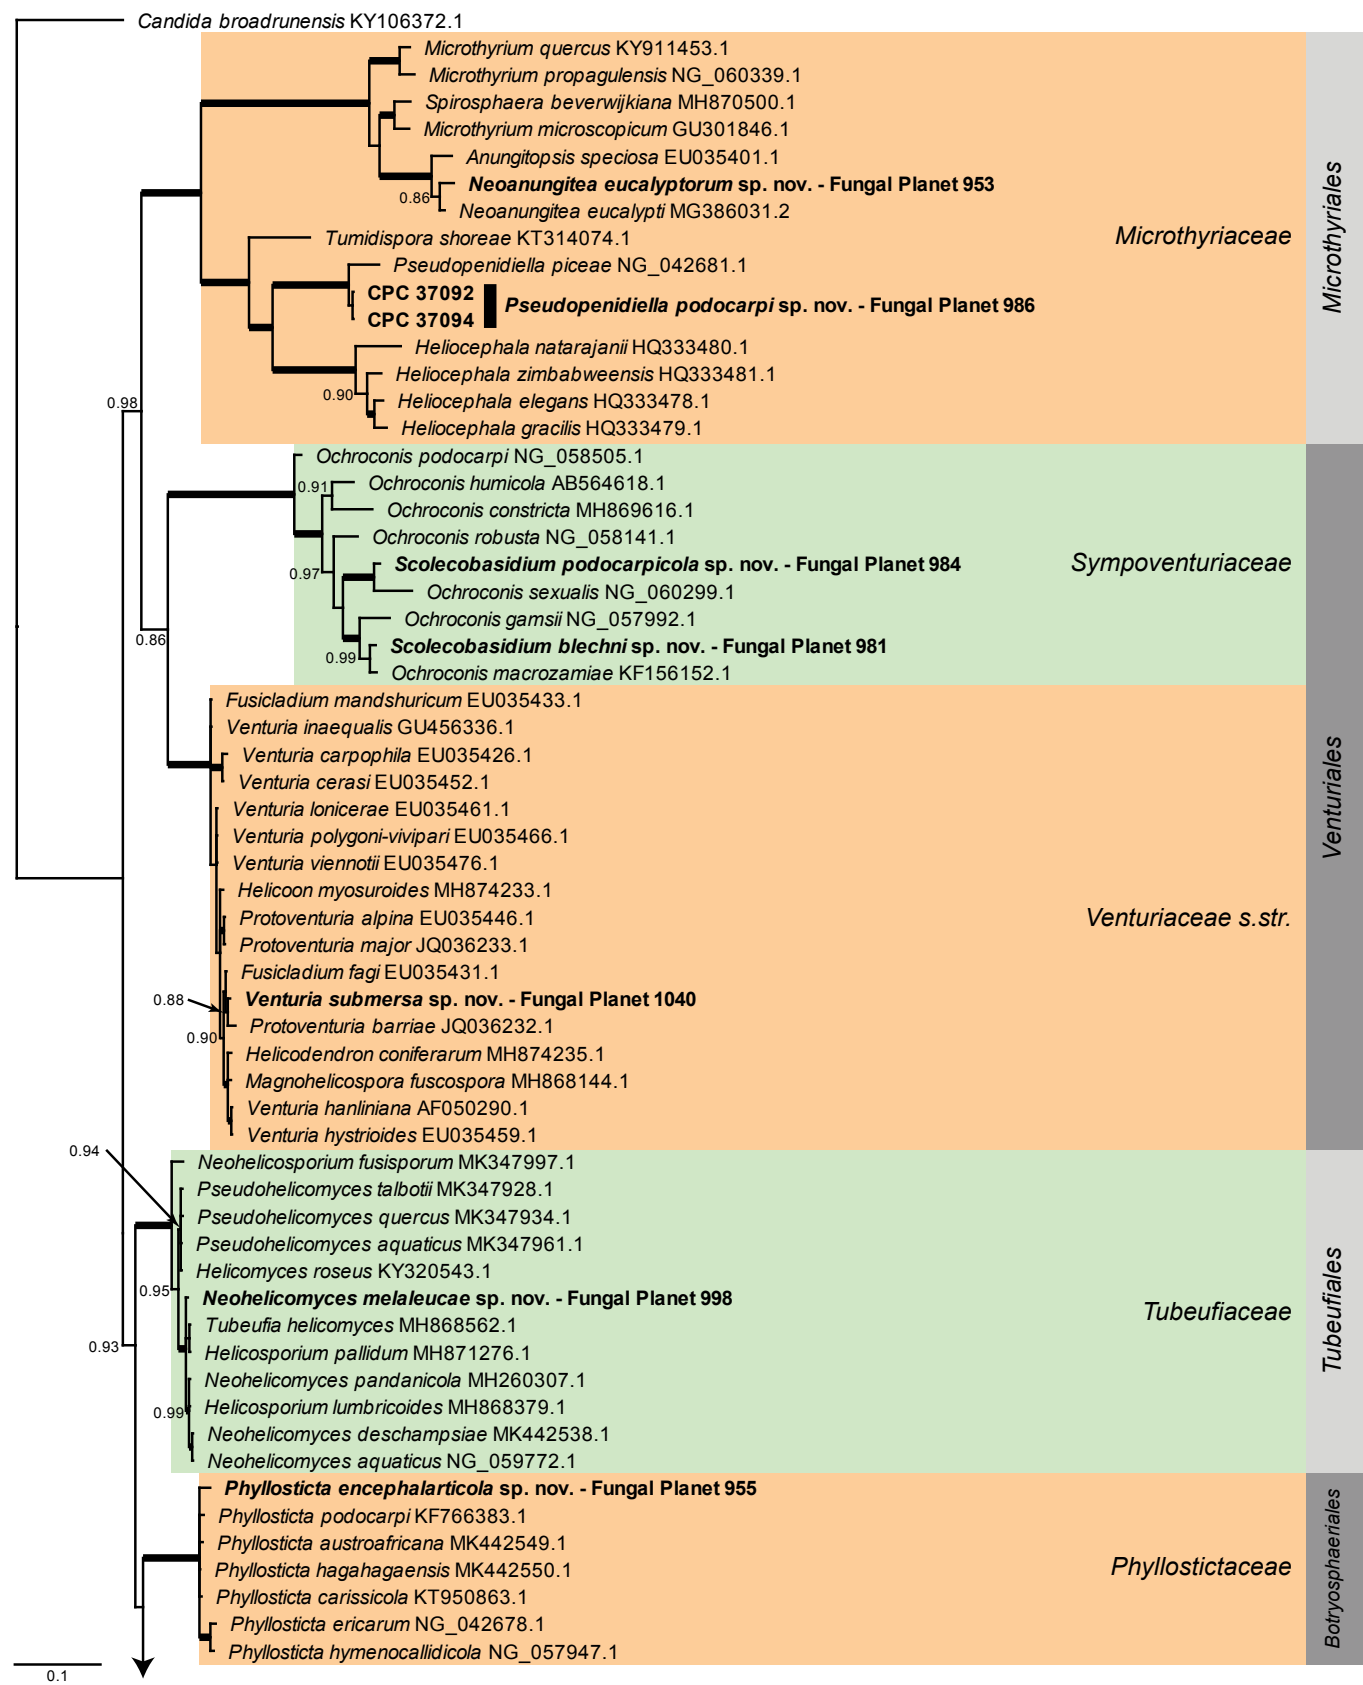 Candida broadrunensis KY106372.1
Microthyrium quercus KY911453.1
Microthyrium propagulensis NG_060339.1
Spirosphaera beverwijkiana MH870500.1
Microthyrium microscopicum GU301846.1
Anungitopsis speciosa EU035401.1
Neoanungitea eucalyptorum sp. nov. - Fungal Planet 953
0.86
Neoanungitea eucalypti MG386031.2
Tumidispora shoreae KT314074.1
Microthyriaceae
Microthyriales
Pseudopenidiella piceae NG_042681.1
CPC 37092
CPC 37094
Pseudopenidiella podocarpi sp. nov. - Fungal Planet 986
Heliocephala natarajanii HQ333480.1
Heliocephala zimbabweensis HQ333481.1
0.90
Heliocephala elegans HQ333478.1
0.98
Heliocephala gracilis HQ333479.1
Ochroconis podocarpi NG_058505.1
0.91
Ochroconis humicola AB564618.1
Ochroconis constricta MH869616.1
Ochroconis robusta NG_058141.1
0.97
Scolecobasidium podocarpicola sp. nov. - Fungal Planet 984
Sympoventuriaceae
Ochroconis sexualis NG_060299.1
Ochroconis gamsii NG_057992.1
0.86
Scolecobasidium blechni sp. nov. - Fungal Planet 981
0.99
Ochroconis macrozamiae KF156152.1
Fusicladium mandshuricum EU035433.1
Venturia inaequalis GU456336.1
Venturia carpophila EU035426.1
Venturia cerasi EU035452.1
Venturiales
Venturia lonicerae EU035461.1
Venturia polygoni-vivipari EU035466.1
Venturia viennotii EU035476.1
Helicoon myosuroides MH874233.1
Protoventuria alpina EU035446.1
Venturiaceae s.str.
Protoventuria major JQ036233.1
Fusicladium fagi EU035431.1
0.88
Venturia submersa sp. nov. - Fungal Planet 1040
Protoventuria barriae JQ036232.1
0.90
Helicodendron coniferarum MH874235.1
Magnohelicospora fuscospora MH868144.1
Venturia hanliniana AF050290.1
Venturia hystrioides EU035459.1
0.94
Neohelicosporium fusisporum MK347997.1
Pseudohelicomyces talbotii MK347928.1
Pseudohelicomyces quercus MK347934.1
Pseudohelicomyces aquaticus MK347961.1
Helicomyces roseus KY320543.1
0.95
Neohelicomyces melaleucae sp. nov. - Fungal Planet 998
Tubeufiaceae
Tubeufiales
Tubeufia helicomyces MH868562.1
0.93
Helicosporium pallidum MH871276.1
Neohelicomyces pandanicola MH260307.1
0.99
Helicosporium lumbricoides MH868379.1
Neohelicomyces deschampsiae MK442538.1
Neohelicomyces aquaticus NG_059772.1
Phyllosticta encephalarticola sp. nov. - Fungal Planet 955
Phyllosticta podocarpi KF766383.1
Phyllosticta austroafricana MK442549.1
Phyllosticta hagahagaensis MK442550.1
Phyllostictaceae
Botryosphaeriales
Phyllosticta carissicola KT950863.1
Phyllosticta ericarum NG_042678.1
Phyllosticta hymenocallidicola NG_057947.1
0.1